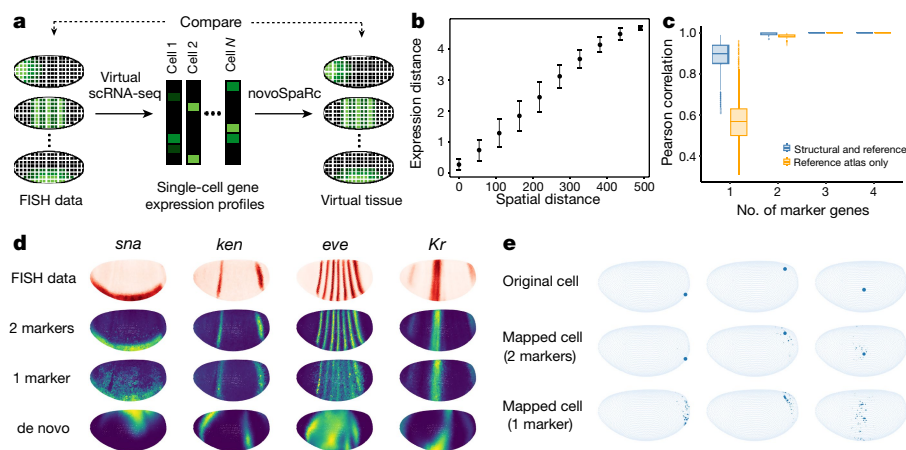 a
Compare
Virtual
scRNA-seq
Cell 1
Cell 2
Cell N
novoSpaRc
FISH data
Single-cell gene
expression profiles
Virtual tissue
b
Expression distance
4
3
2
1
0
0 100 200 300 400 500
Spatial distance
c
Pearson correlation
1.0
0.8
0.6
0.4
Structural and reference
Reference atlas only
1 2 3 4
No. of marker genes
d
sna ken eve Kr
FISH data
2 markers
1 marker
de novo
e
Original cell
Mapped cell
(2 markers)
Mapped cell
(1 marker)